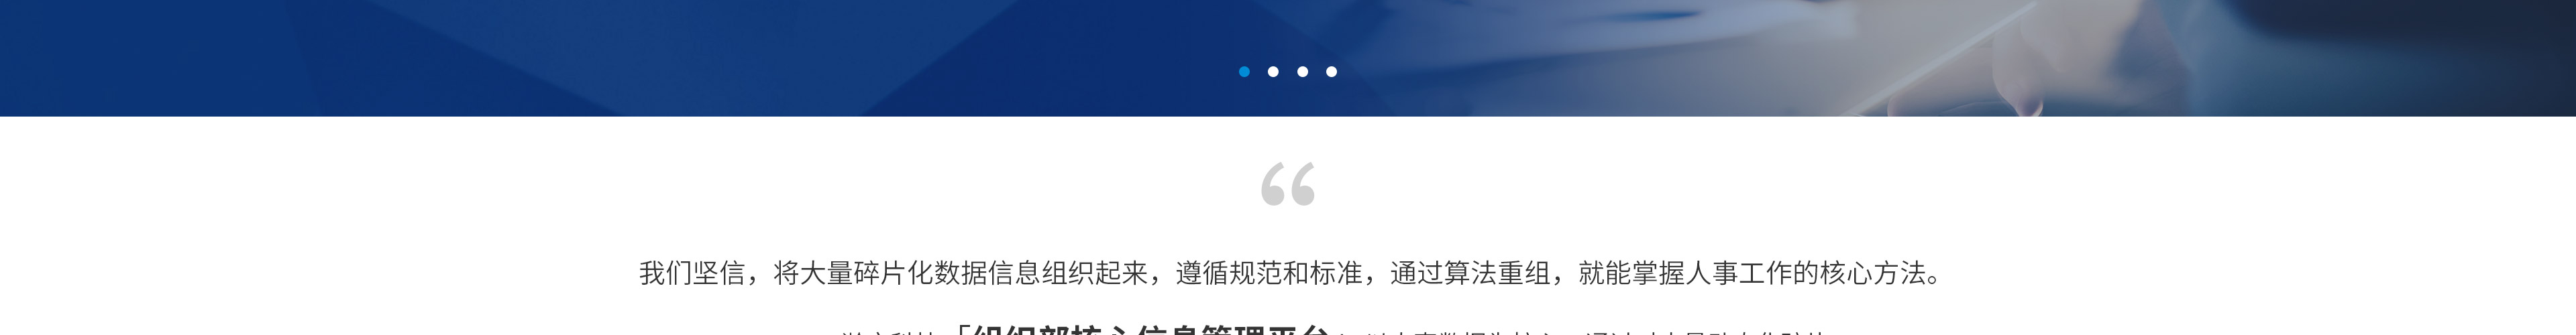 “
我们坚信，将大量碎片化数据信息组织起来，遵循规范和标准，通过算法重组，就能掌握人事工作的核心方法。
「组织部核心信息管理平台